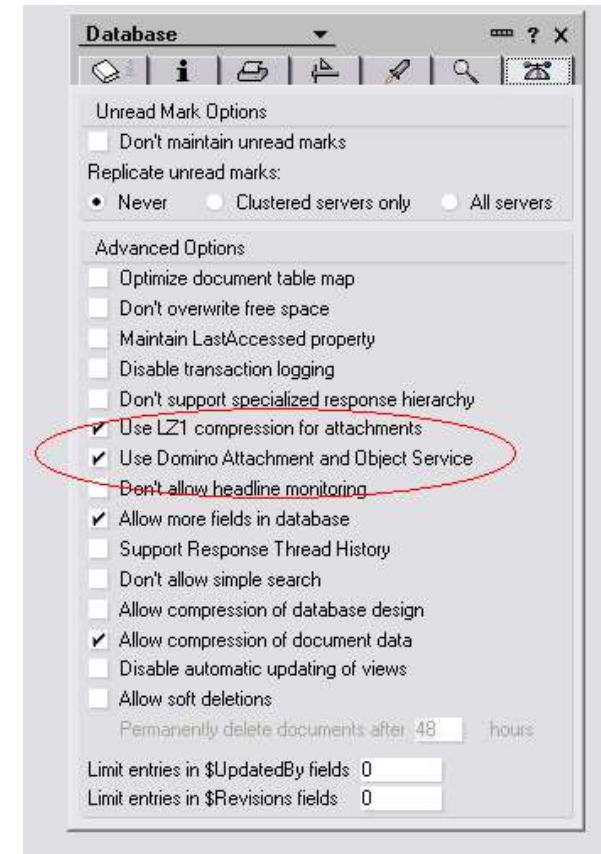 Database ? X
i
Unread Mark Options
Don't maintain unread marks
Replicate unread marks:
Never Clustered servers only All servers
Advanced Options
Optimize document table map
Don't overwrite free space
Maintain LastAccessed property
Disable transaction logging
Don't support specialized response hierarchy
Use LZ1 compression for attachments
Use Domino Attachment and Object Service
Don't allow headline monitoring
Allow more fields in database
Support Response Thread History
Don't allow simple search
Allow compression of database design
Allow compression of document data
Disable automatic updating of views
Allow soft deletions
Permanently delete documents after 48 hours
Limit entries in $UpdatedBy fields 0
Limit entries in $Revisions fields 0